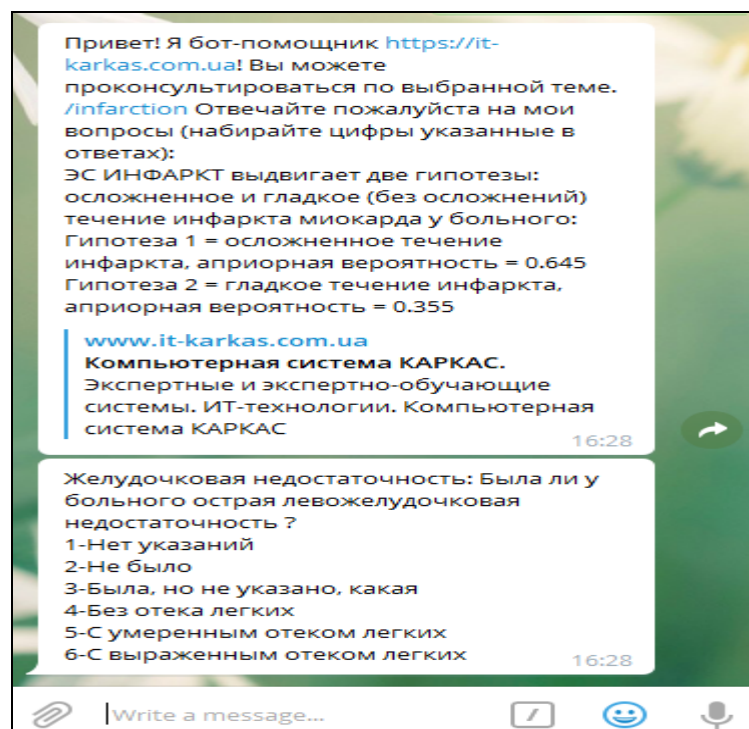 Привет! Я бот-помощник https://it-
karkas.com.ua! Вы можете
проконсультироваться по выбранной теме.
/infarction Отвечайте пожалуйста на мои
вопросы (набирайте цифры указанные в
ответах):
ЭС ИНФАРКТ выдвигает две гипотезы:
осложненное и гладкое (без осложнений)
течение инфаркта миокарда у больного:
Гипотеза 1 = осложненное течение
инфаркта, априорная вероятность = 0.645
Гипотеза 2 = гладкое течение инфаркта,
априорная вероятность = 0.355
www.it-karkas.com.ua
Компьютерная система КАРКАС.
Экспертные и экспертно-обучающие
системы. ИТ-технологии. Компьютерная
система КАРКАС
16:28
Желудочковая недостаточность: Была ли у
больного острая левожелудочковая
недостаточность ?
1-Нет указаний
2-Не было
3-Была, но не указано, какая
4-Без отека легких
5-С умеренным отеком легких
6-С выраженным отеком легких
16:28
Write a message...